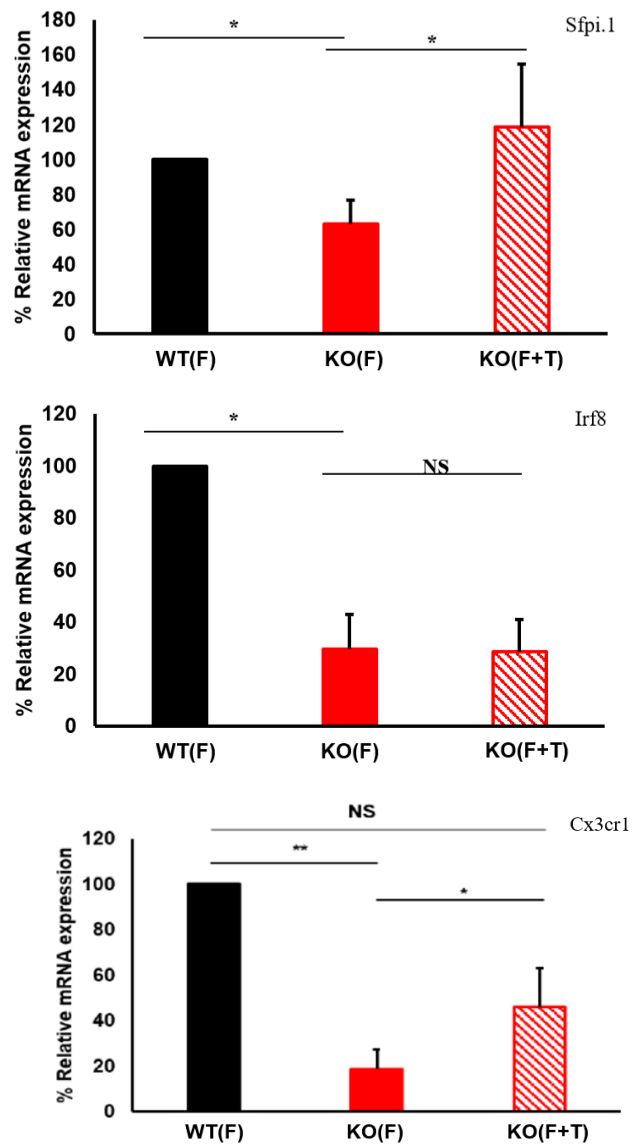 Sfpi.1
% Relative mRNA expression
180
160
140
120
100
80
60
40
20
0
*
*
WT(F) KO(F) KO(F+T)
Irf8
% Relative mRNA expression
120
100
80
60
40
20
0
*
NS
WT(F) KO(F) KO(F+T)
Cx3cr1
% Relative mRNA expression
120
100
80
60
40
20
0
NS
**
*
WT(F) KO(F) KO(F+T)